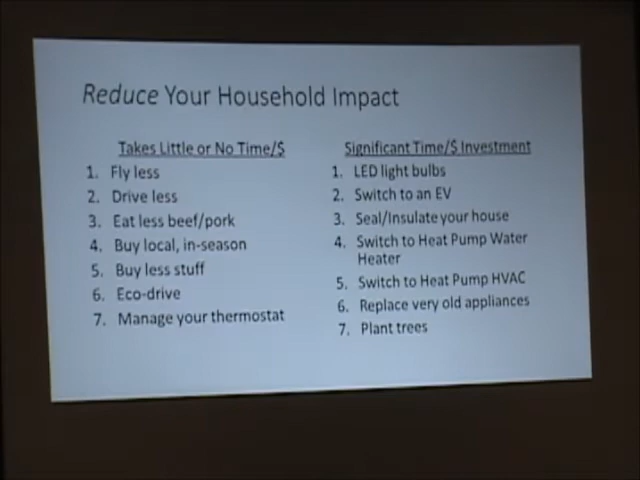 Reduce Your Household Impact
Takes Little or No Time/$
1. Fly less
2. Drive less
3. Eat less beef/pork
4. Buy local, in-season
5. Buy less stuff
6. Eco-drive
7. Manage your thermostat
Significant Time/$ Investment
1. LED light bulbs
2. Switch to an EV
3. Seal/Insulate your house
4. Switch to Heat Pump Water
Heater
5. Switch to Heat Pump HVAC
6. Replace very old appliances
7. Plant trees